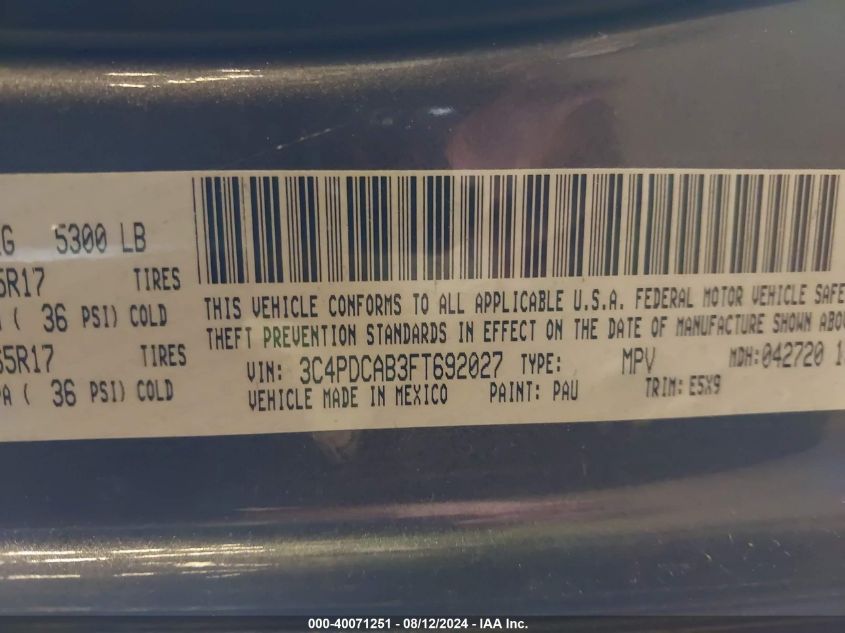 5300 LB
5R17 TIRES
( 36 PSI) COLD
65R17 TIRES
PA ( 36 PSI) COLD
THIS VEHICLE CONFORMS TO ALL APPLICABLE U.S.A. FEDERAL MOTOR VEHICLE SAFE
THEFT PREVENTION STANDARDS IN EFFECT ON THE DATE OF MANUFACTURE SHOWN ABO
VIN: 3C4PDCAB3FT692027 TYPE: MPV MDH:042720 1
VEHICLE MADE IN MEXICO PAINT: PAU TRIM: E5X9
000-40071251 - 08/12/2024 - IAA Inc.